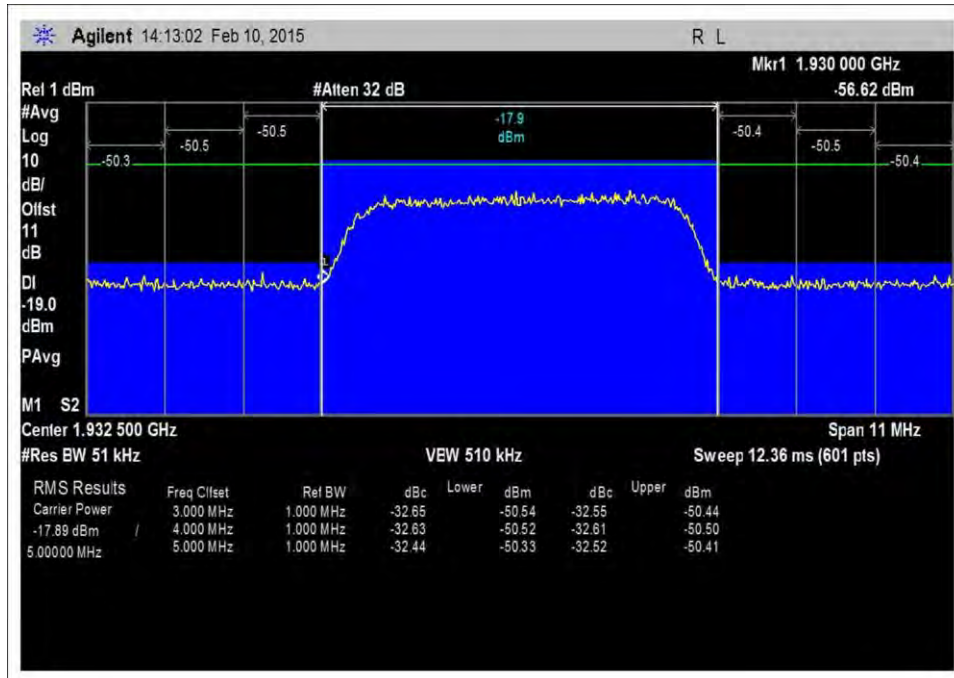 Agilent 14:13:02 Feb 10, 2015 R L
Mkr1 1.930 000 GHz
Rel 1 dBm #Atten 32 dB -56.62 dBm
#Avg
Log
10
dB/
Offst
11
dB
DI
-19.0
dBm
PAvg
M1 S2
-50.3
-50.5
-50.5
-17.9
dBm
-50.4
-50.5
-50.4
1
Center 1.932 500 GHz Span 11 MHz
#Res BW 51 kHz VEW 510 kHz Sweep 12.36 ms (601 pts)
RMS Results Freq Clfset Ref BW dBc Lower dBm dBc Upper dBm
Carrier Power 3.000 MHz 1.000 MHz -32.65 -50.54 -32.55 -50.44
-17.89 dBm / 4.000 MHz 1.000 MHz -32.63 -50.52 -32.61 -50.50
5.00000 MHz 5.000 MHz 1.000 MHz -32.44 -50.33 -32.52 -50.41